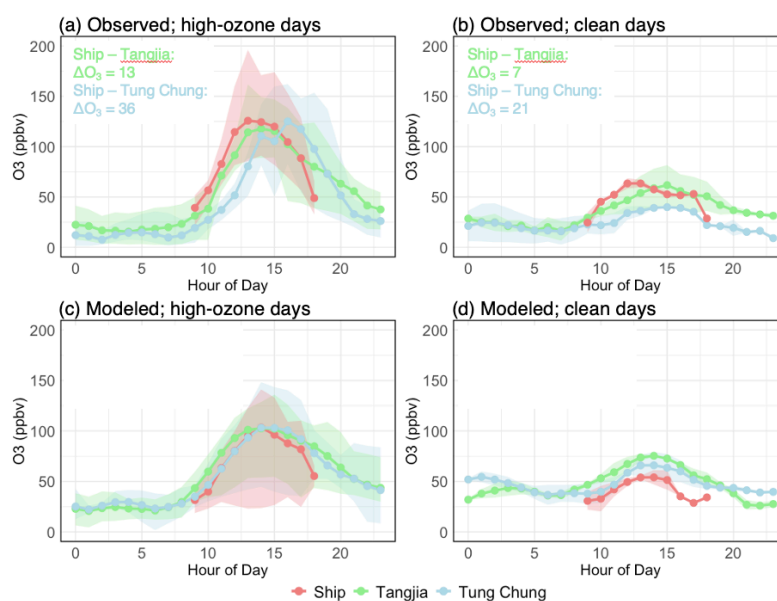 (a) Observed; high-ozone days
(b) Observed; clean days
Ship – Tangjia:
ΔO₃ = 13
Ship – Tung Chung:
ΔO₃ = 36
Ship – Tangjia:
ΔO₃ = 7
Ship – Tung Chung:
ΔO₃ = 21
200
150
100
50
0
O3 (ppbv)
200
150
100
50
0
O3 (ppbv)
0 5 10 15 20
0 5 10 15 20
Hour of Day
Hour of Day
(c) Modeled; high-ozone days
(d) Modeled; clean days
200
150
100
50
0
O3 (ppbv)
200
150
100
50
0
O3 (ppbv)
0 5 10 15 20
0 5 10 15 20
Hour of Day
Hour of Day
Ship Tangjia Tung Chung